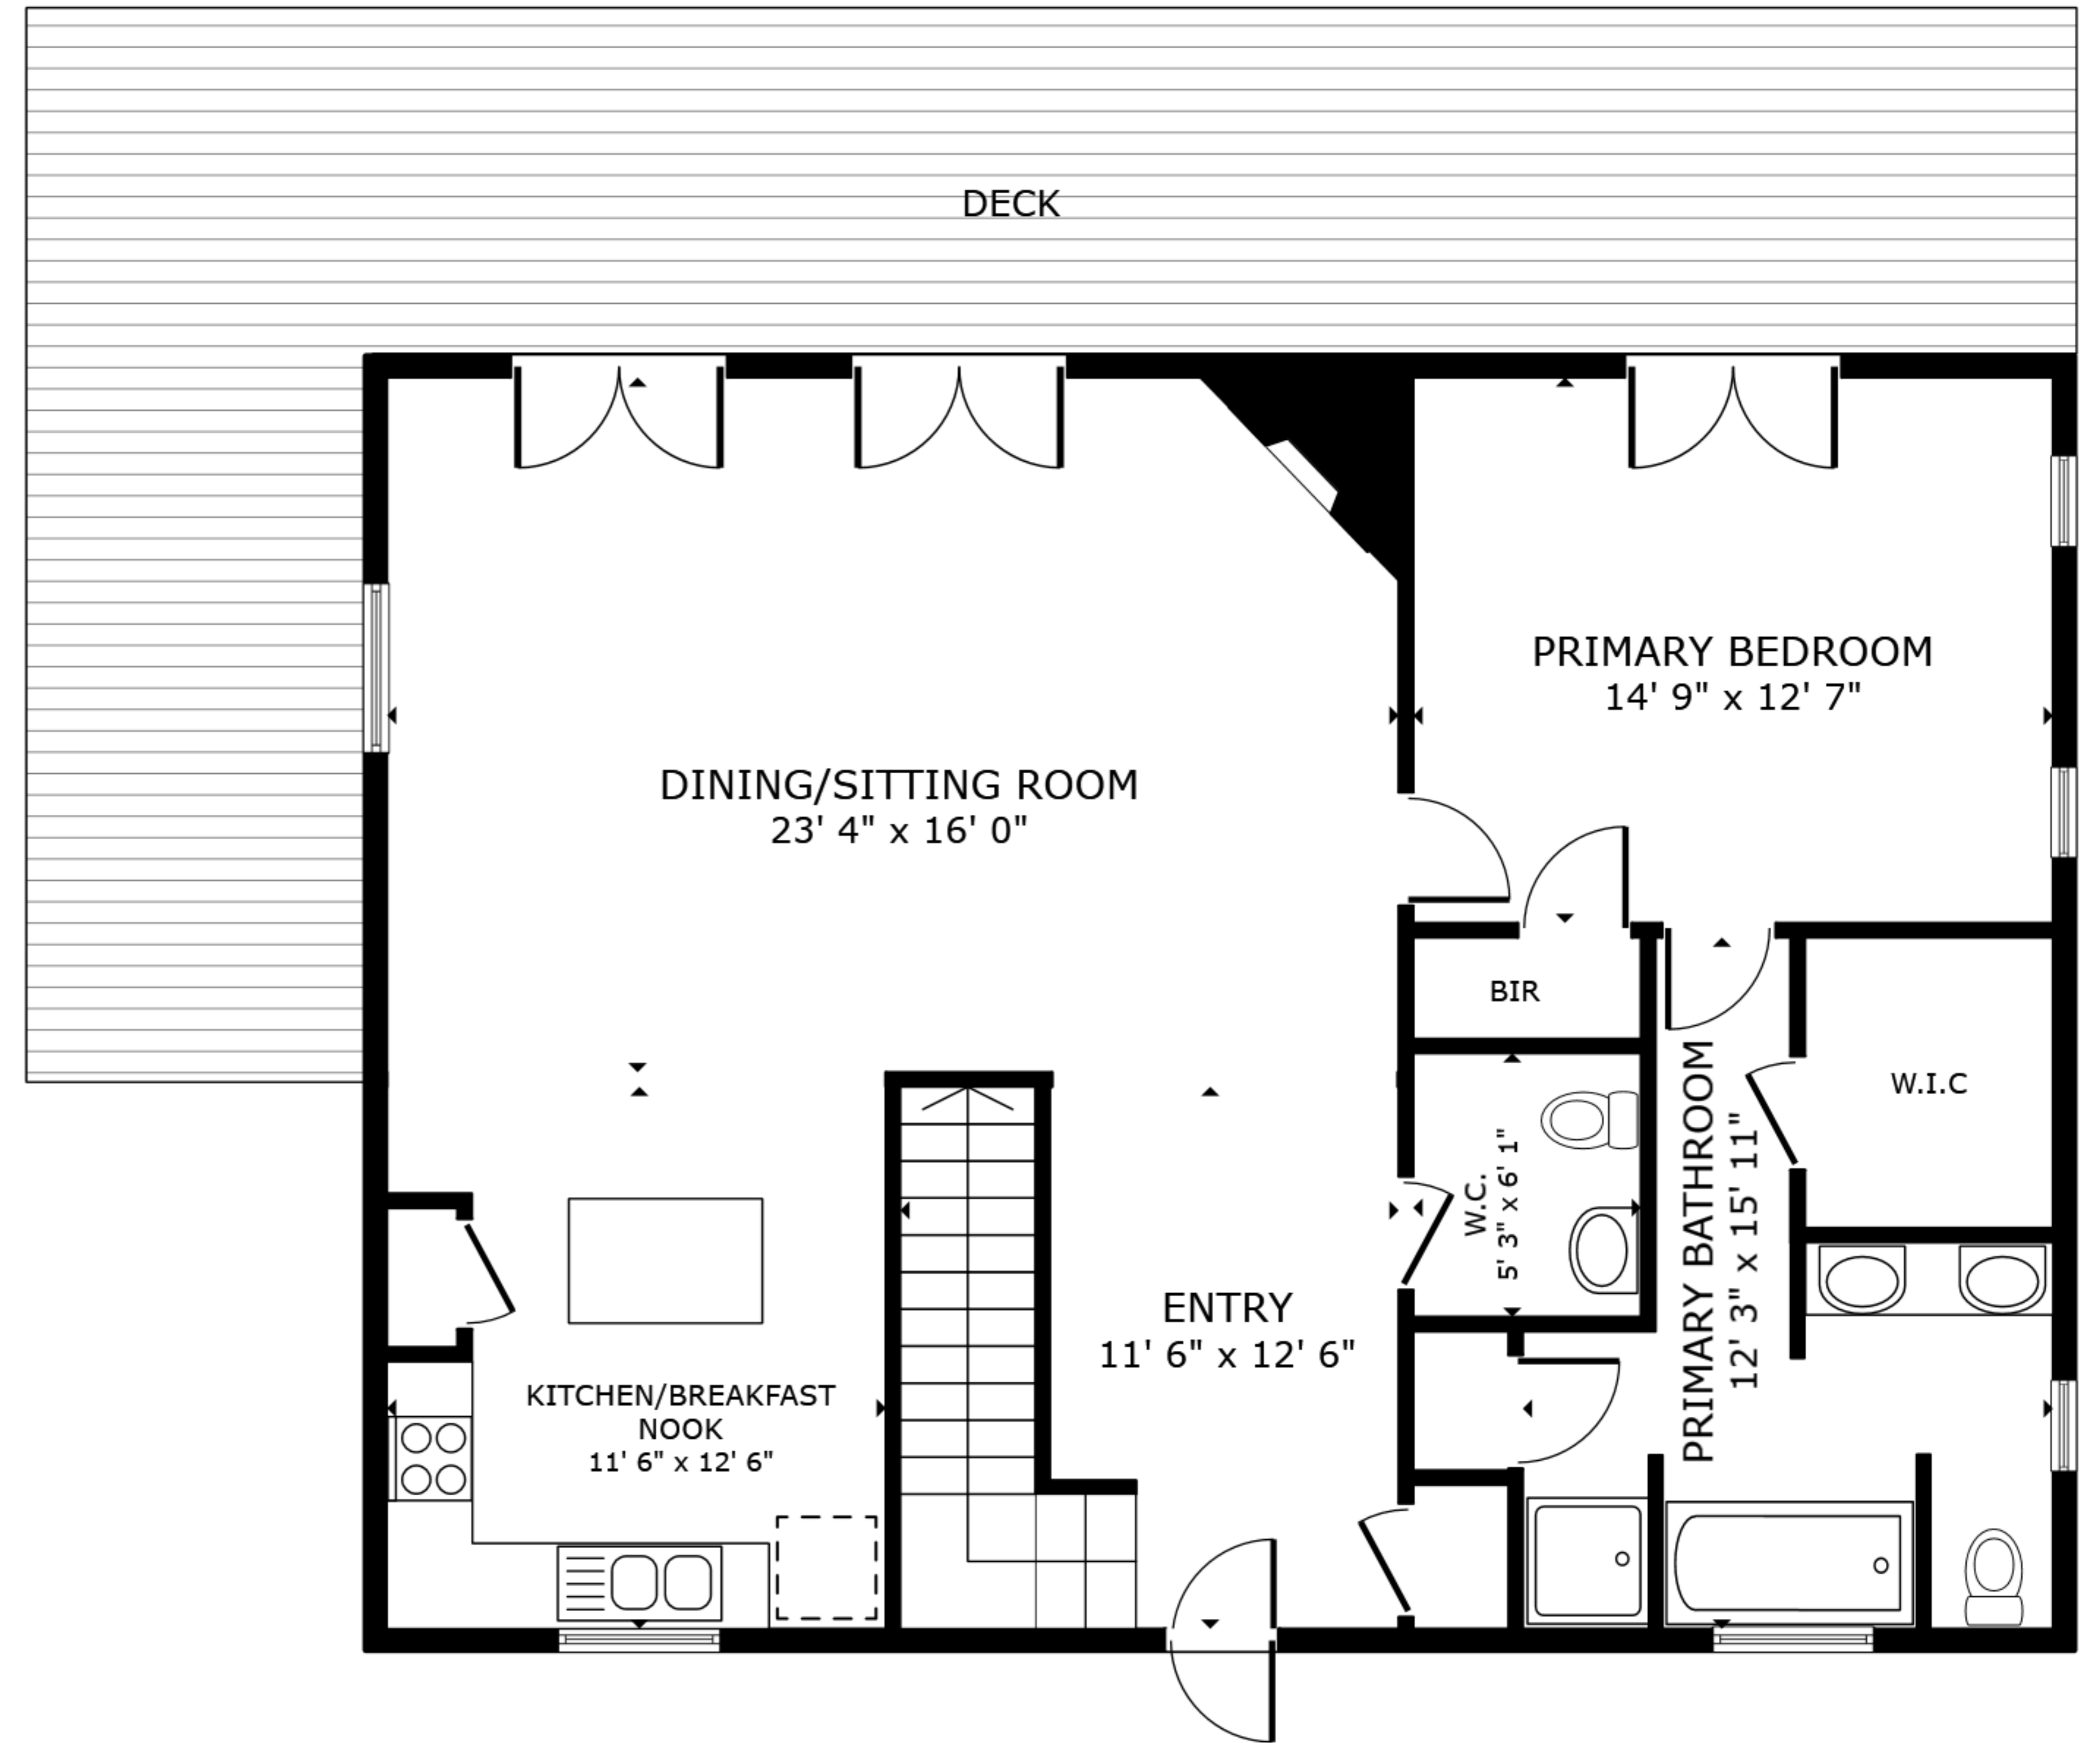 DECK
PRIMARY BEDROOM
14' 9" x 12' 7"
DINING/SITTING ROOM
23' 4" x 16' 0"
BIR
W.I.C
W.C.
5' 3" x 6' 1"
PRIMARY BATHROOM
12' 3" x 15' 11"
ENTRY
11' 6" x 12' 6"
KITCHEN/BREAKFAST
NOOK
11' 6" x 12' 6"